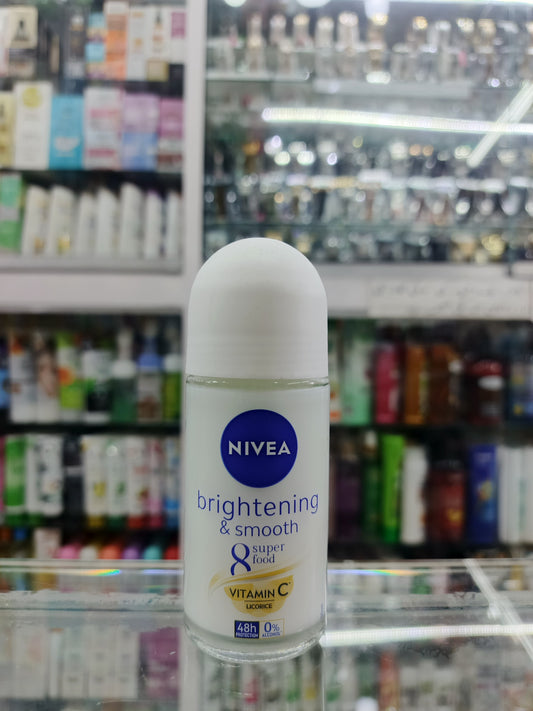 NIVEA
brightening
& smooth
8 super
food
VITAMIN C
LICORICE
48h 0%
PROTECTION ALCOHOL